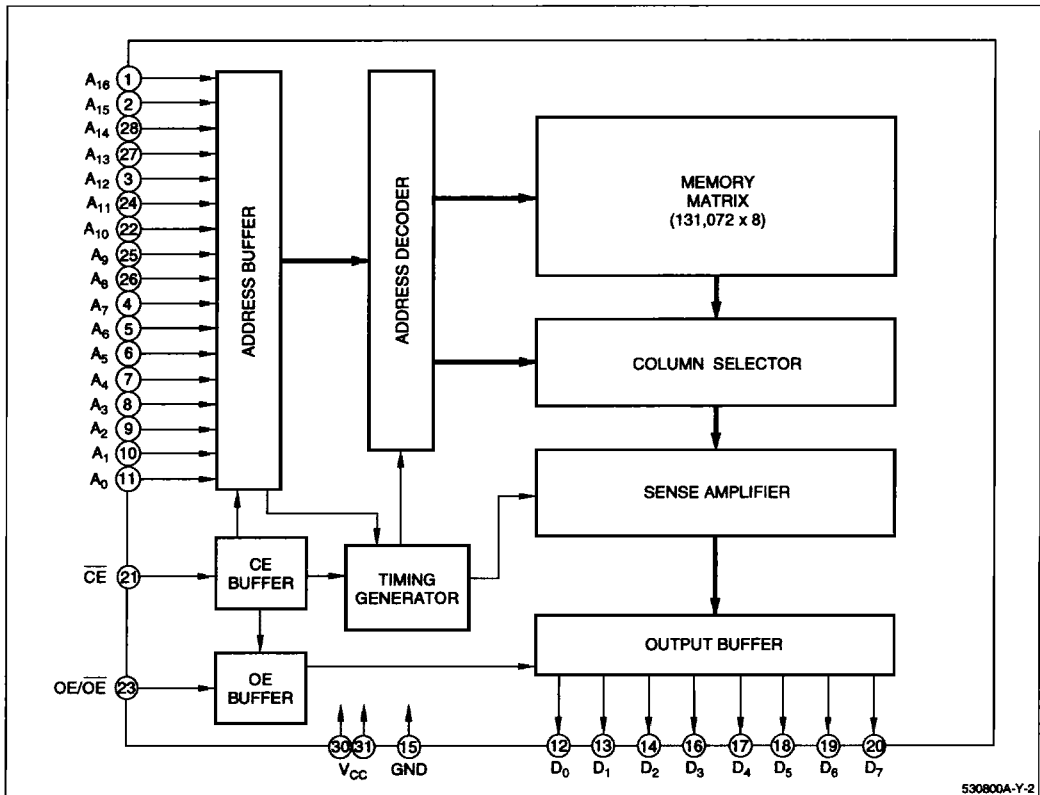 A16 1
A15 2
A14 28
A13 27
A12 3
A11 24
A10 22
A9 25
A8 26
A7 4
A6 5
A5 6
A4 7
A3 8
A2 9
A1 10
A0 11
ADDRESS BUFFER
ADDRESS DECODER
MEMORY
MATRIX
(131,072 x 8)
COLUMN SELECTOR
SENSE AMPLIFIER
C̅E̅ 21
CE
BUFFER
TIMING
GENERATOR
OUTPUT BUFFER
OE/O̅E̅ 23
OE
BUFFER
30 31 15 12 13 14 16 17 18 19 20
VCC GND D0 D1 D2 D3 D4 D5 D6 D7
530800A-Y-2